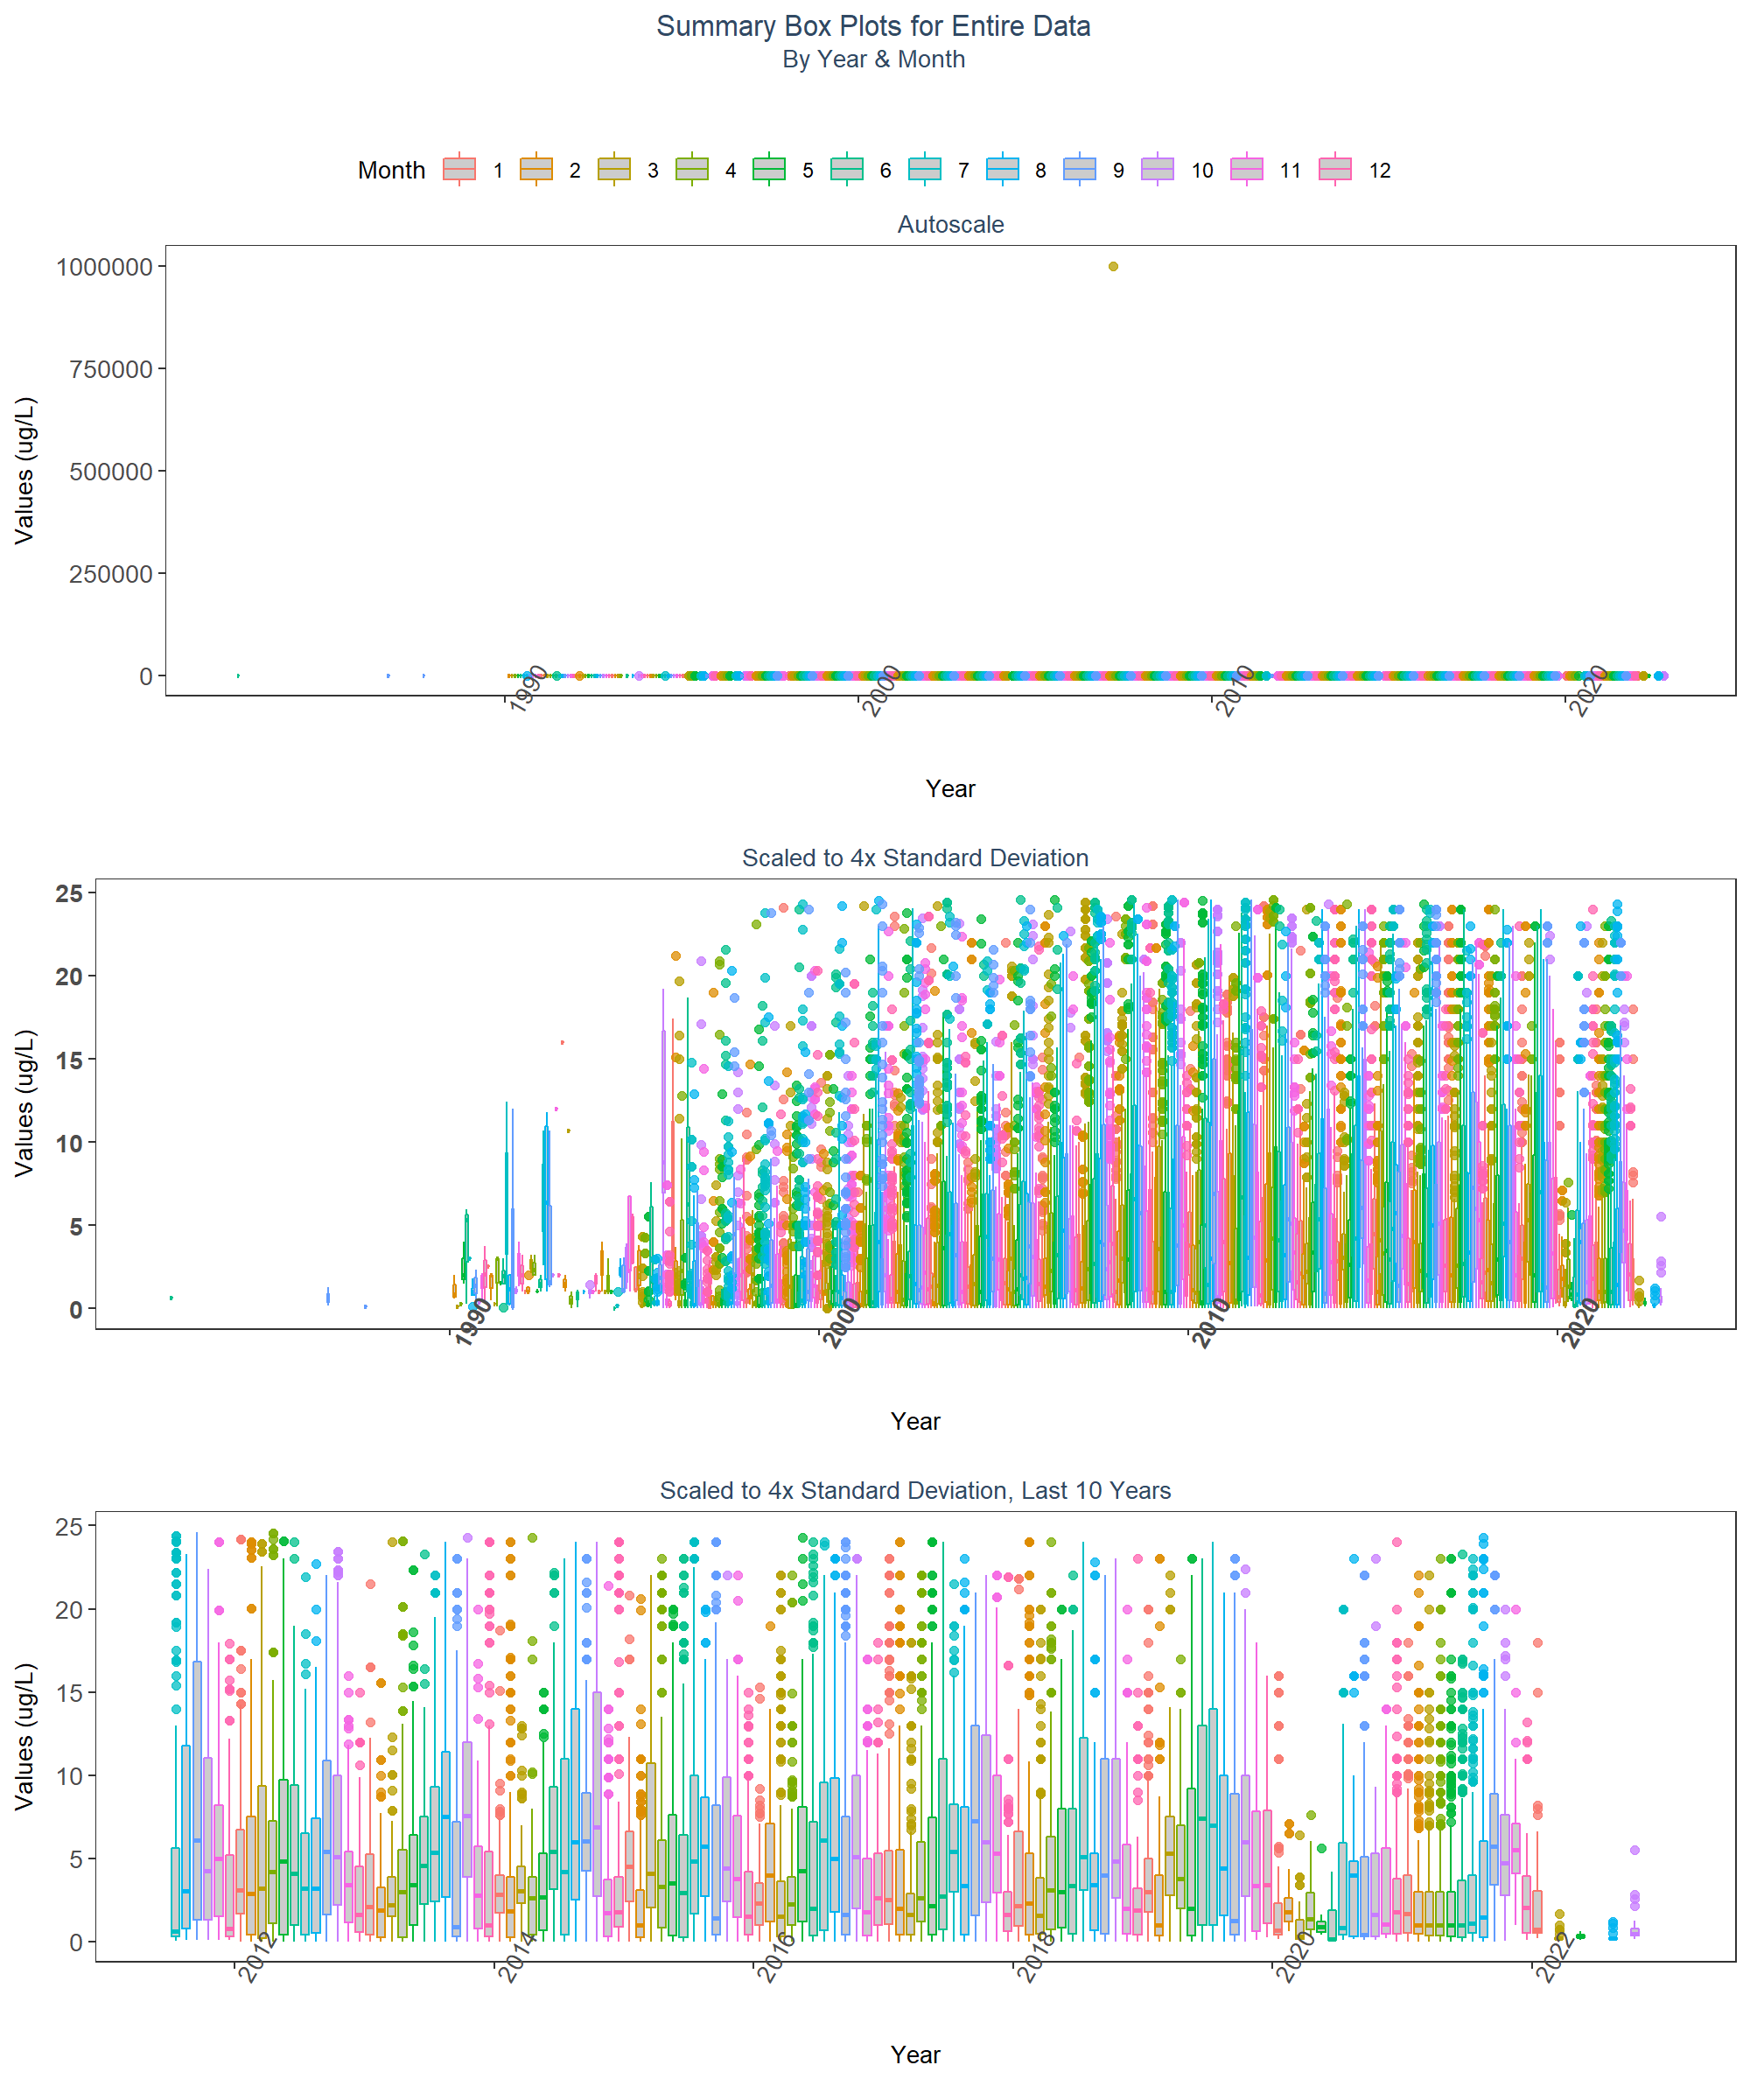 Summary Box Plots for Entire Data
By Year & Month
Month 1 2 3 4 5 6 7 8 9 10 11 12
Autoscale
Values (ug/L)
1000000
750000
500000
250000
0
1990 2000 2010 2020
Year
Scaled to 4x Standard Deviation
Values (ug/L)
25
20
15
10
5
0
1990 2000 2010 2020
Year
Scaled to 4x Standard Deviation, Last 10 Years
Values (ug/L)
25
20
15
10
5
0
2012 2014 2016 2018 2020 2022
Year